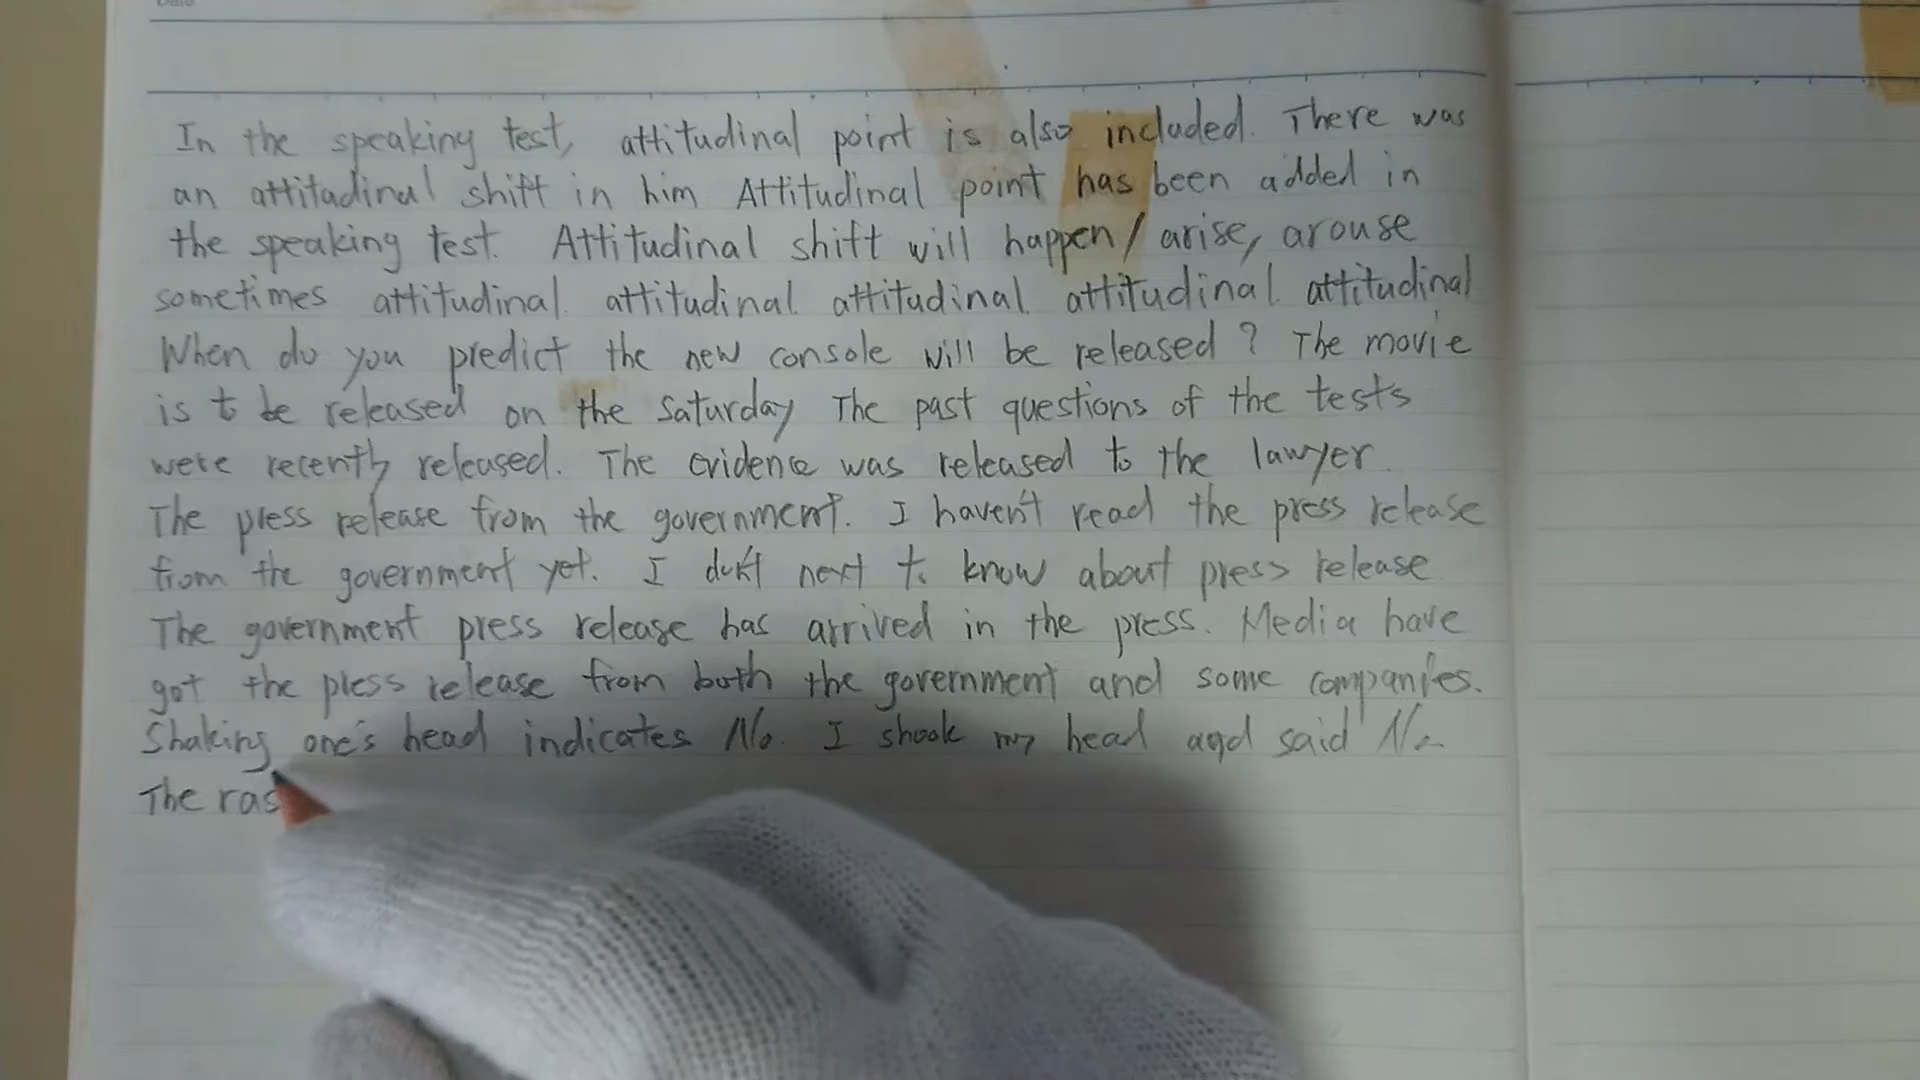 Date
In the speaking test, attitudinal point is also included. There was
an attitudinal shift in him Attitudinal point has been added in
the speaking test. Attitudinal shift will happen / arise, arouse
sometimes attitudinal. attitudinal. attitudinal. attitudinal. attitudinal
When do you predict the new console will be released? The movie
is to be released on the Saturday The past questions of the tests
were recently released. The evidence was released to the lawyer.
The press release from the government. I haven't read the press release
from the government yet. I to know about press release
The government press release has arrived in the press. Media have
got the press release from both the government and some companies.
Shaking one's head indicates No. I shook my head and said No
The ras